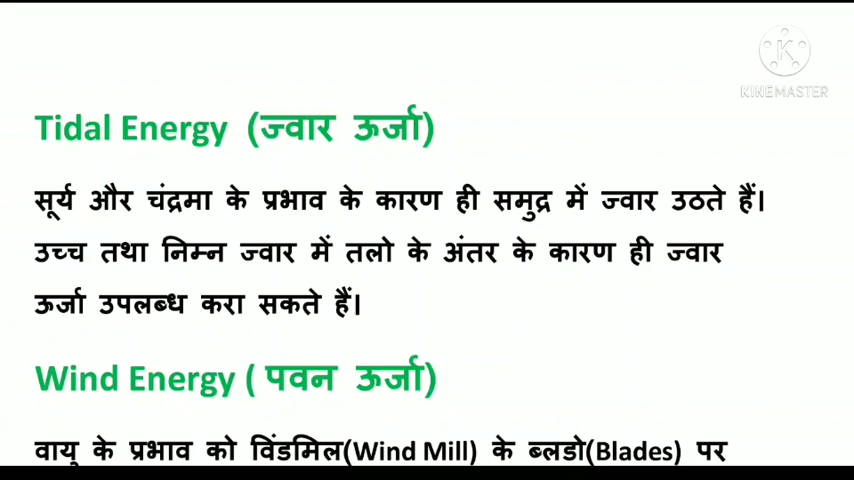 KINEMASTER
Tidal Energy (ज्वार ऊर्जा)
सूर्य और चंद्रमा के प्रभाव के कारण ही समुद्र में ज्वार उठते हैं।
उच्च तथा निम्न ज्वार में तलो के अंतर के कारण ही ज्वार
ऊर्जा उपलब्ध करा सकते हैं।
Wind Energy ( पवन ऊर्जा)
वायु के प्रभाव को विंडमिल(Wind Mill) के ब्लडो(Blades) पर